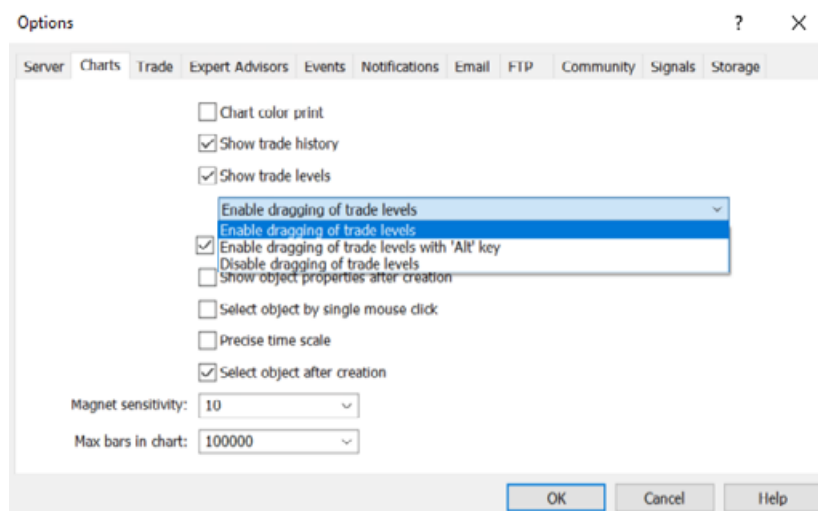 Options ?
Server Charts Trade Expert Advisors Events Notifications Email FTP Community Signals Storage
Chart color print
Show trade history
Show trade levels
Enable dragging of trade levels
Enable dragging of trade levels
Enable dragging of trade levels with 'Alt' key
Disable dragging of trade levels
Show object properties after creation
Select object by single mouse click
Precise time scale
Select object after creation
Magnet sensitivity: 10
Max bars in chart: 100000
OK Cancel Help